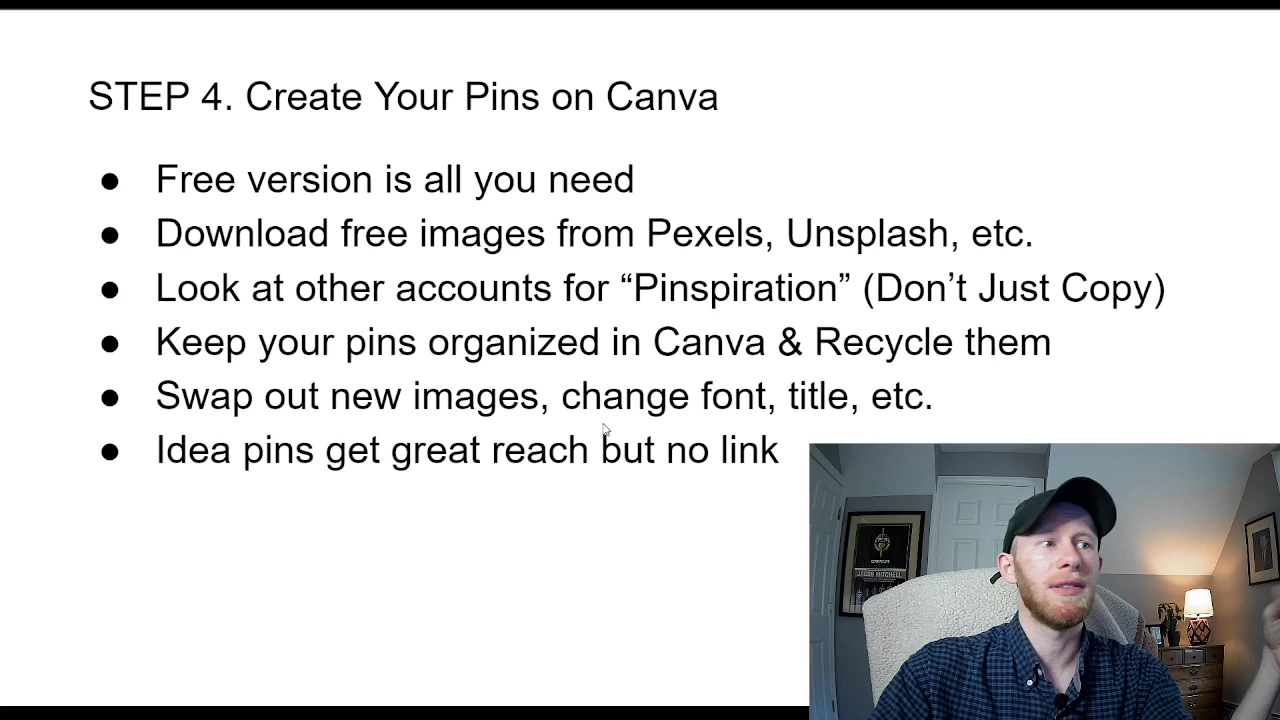 STEP 4. Create Your Pins on Canva
● Free version is all you need
● Download free images from Pexels, Unsplash, etc.
● Look at other accounts for “Pinspiration” (Don’t Just Copy)
● Keep your pins organized in Canva & Recycle them
● Swap out new images, change font, title, etc.
● Idea pins get great reach but no link
JACOB MITCHELL